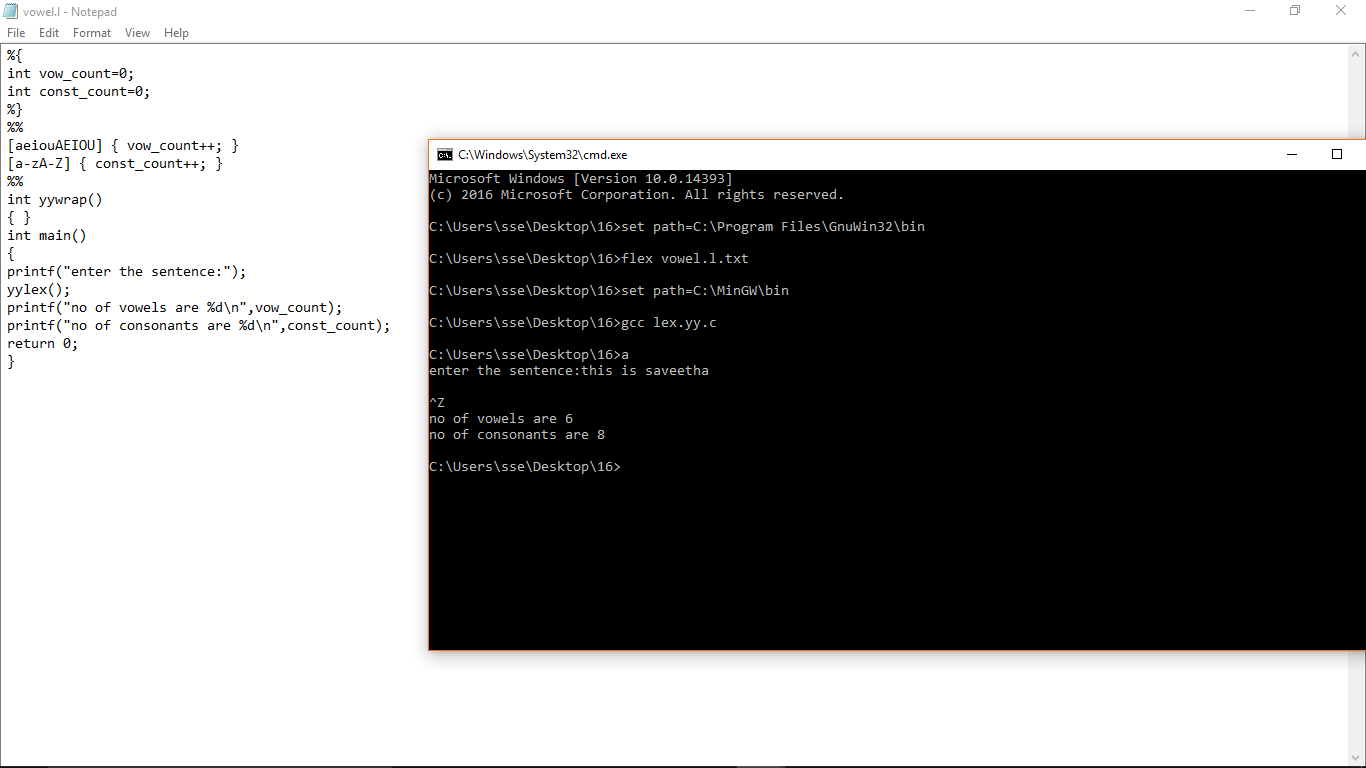 vowel.l - Notepad
File Edit Format View Help
%{
int vow_count=0;
int const_count=0;
%}
%%
[aeiouAEIOU] { vow_count++; }
[a-zA-Z] { const_count++; }
%%
int yywrap()
{ }
int main()
{
printf("enter the sentence:");
yylex();
printf("no of vowels are %d\n",vow_count);
printf("no of consonants are %d\n",const_count);
return 0;
}
C:\Windows\System32\cmd.exe
Microsoft Windows [Version 10.0.14393]
(c) 2016 Microsoft Corporation. All rights reserved.
C:\Users\sse\Desktop\16>set path=C:\Program Files\GnuWin32\bin
C:\Users\sse\Desktop\16>flex vowel.l.txt
C:\Users\sse\Desktop\16>set path=C:\MinGW\bin
C:\Users\sse\Desktop\16>gcc lex.yy.c
C:\Users\sse\Desktop\16>a
enter the sentence:this is saveetha
^Z
no of vowels are 6
no of consonants are 8
C:\Users\sse\Desktop\16>